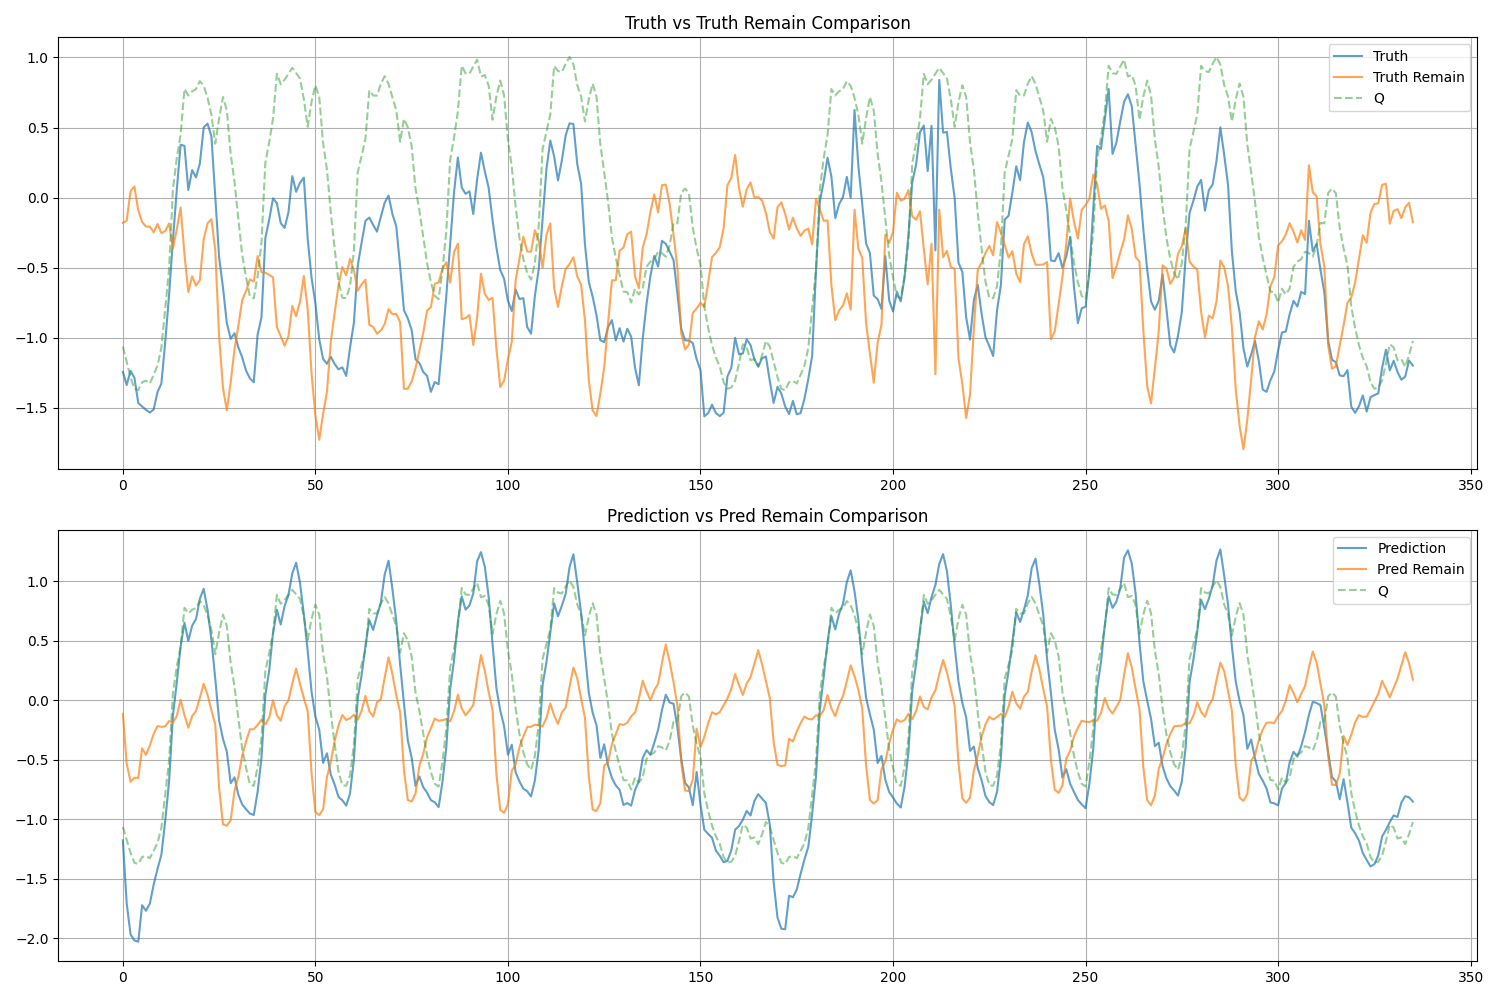 Truth vs Truth Remain Comparison
Truth
Truth Remain
Q
1.0
0.5
0.0
−0.5
−1.0
−1.5
0 50 100 150 200 250 300 350
Prediction vs Pred Remain Comparison
Prediction
Pred Remain
Q
1.0
0.5
0.0
−0.5
−1.0
−1.5
−2.0
0 50 100 150 200 250 300 350